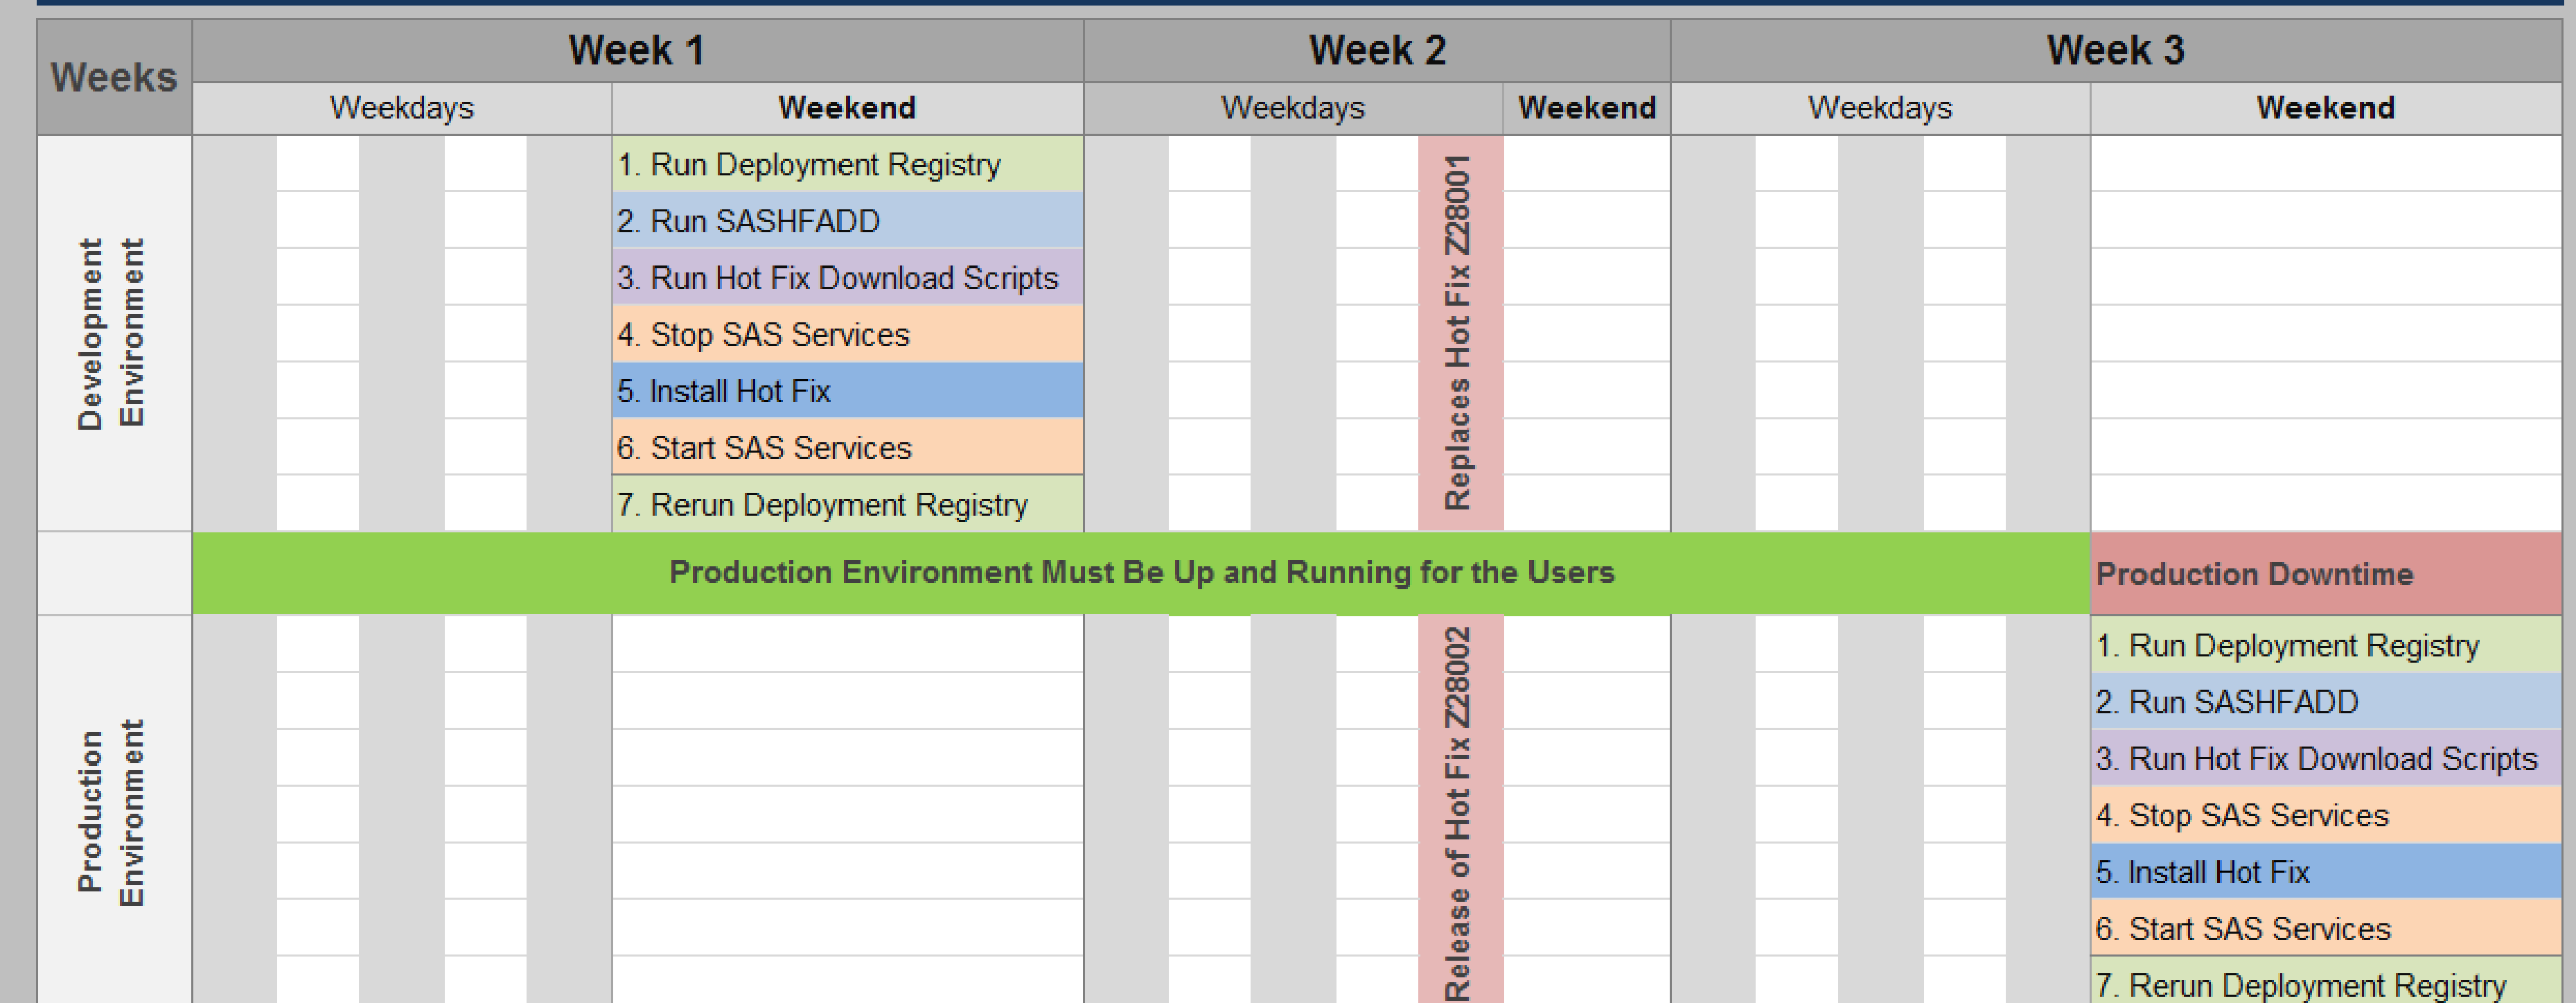 Weeks
Week 1
Week 2
Week 3
Weekdays
Weekend
Weekdays
Weekend
Weekdays
Weekend
Development
Environment
1. Run Deployment Registry
2. Run SASHFADD
3. Run Hot Fix Download Scripts
4. Stop SAS Services
5. Install Hot Fix
6. Start SAS Services
7. Rerun Deployment Registry
Replaces Hot Fix Z28001
Production Environment Must Be Up and Running for the Users
Production Downtime
Production
Environment
Release of Hot Fix Z28002
1. Run Deployment Registry
2. Run SASHFADD
3. Run Hot Fix Download Scripts
4. Stop SAS Services
5. Install Hot Fix
6. Start SAS Services
7. Rerun Deployment Registry